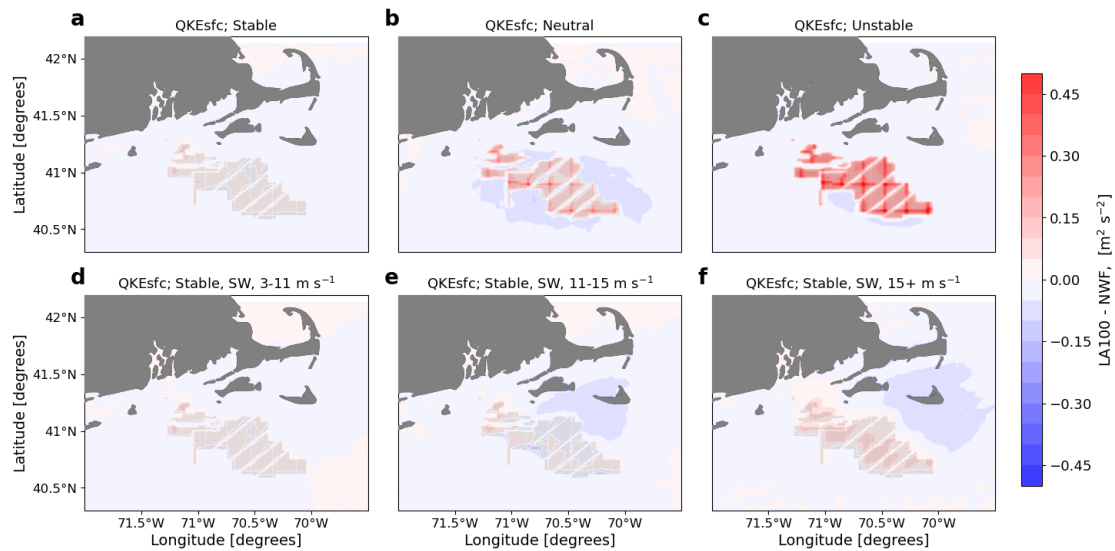 a QKEsfc; Stable
b QKEsfc; Neutral
c QKEsfc; Unstable
Latitude [degrees]
42°N
41.5°N
41°N
40.5°N
d QKEsfc; Stable, SW, 3-11 m s⁻¹
e QKEsfc; Stable, SW, 11-15 m s⁻¹
f QKEsfc; Stable, SW, 15+ m s⁻¹
Latitude [degrees]
42°N
41.5°N
41°N
40.5°N
71.5°W 71°W 70.5°W 70°W
71.5°W 71°W 70.5°W 70°W
71.5°W 71°W 70.5°W 70°W
Longitude [degrees]
Longitude [degrees]
Longitude [degrees]
0.45
0.30
0.15
0.00
−0.15
−0.30
−0.45
LA100 - NWF, [m² s⁻²]